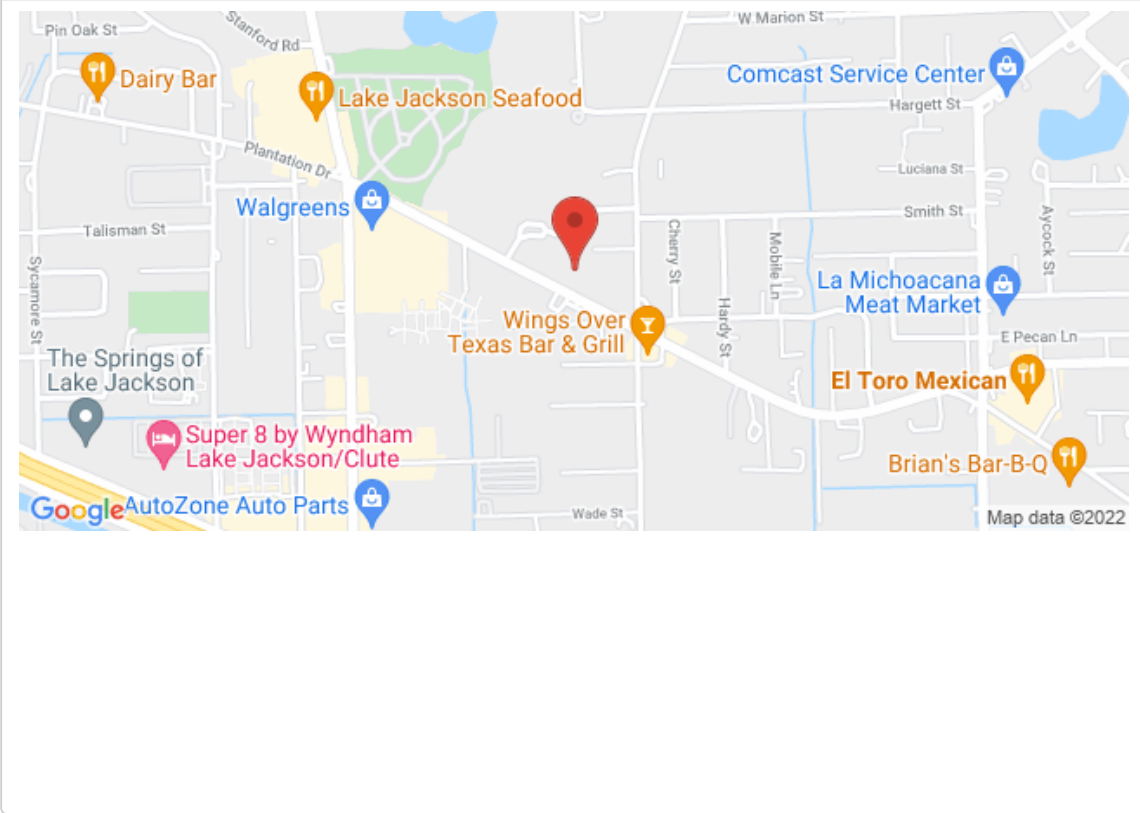 W Marion St
Stanford Rd
Pin Oak St
Dairy Bar
Comcast Service Center
Lake Jackson Seafood
Hargett St
Plantation Dr
Luciana St
Walgreens
Smith St
Talisman St
Cherry St
Mobile Ln
Aycock St
Sycamore St
La Michoacana
Meat Market
Hardy St
Wings Over
Texas Bar & Grill
E Pecan Ln
The Springs of
Lake Jackson
El Toro Mexican
Super 8 by Wyndham
Lake Jackson/Clute
Brian's Bar-B-Q
Google
AutoZone Auto Parts
Wade St
Map data ©2022